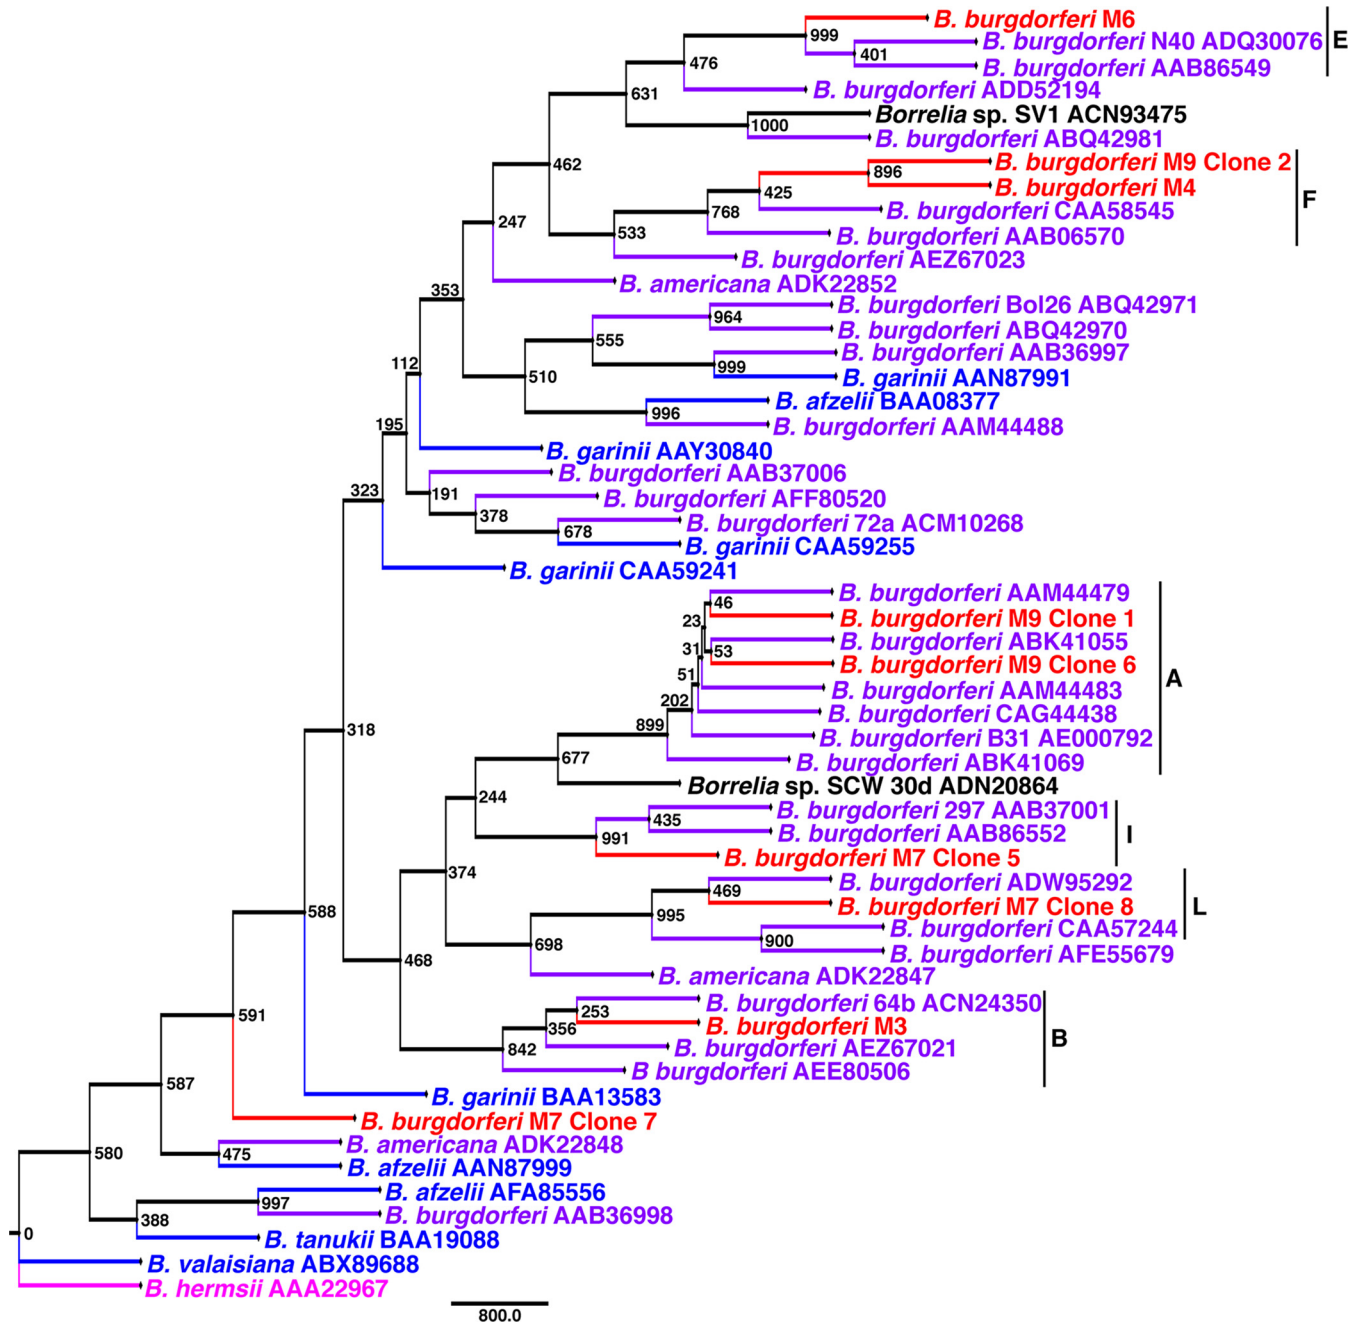 B. burgdorferi M6
999
E
B. burgdorferi N40 ADQ30076
401
476
B. burgdorferi AAB86549
B. burgdorferi ADD52194
631
Borrelia sp. SV1 ACN93475
1000
B. burgdorferi ABQ42981
462
B. burgdorferi M9 Clone 2
896
B. burgdorferi M4
425
F
B. burgdorferi CAA58545
768
247
533
B. burgdorferi AAB06570
B. burgdorferi AEZ67023
B. americana ADK22852
353
B. burgdorferi Bol26 ABQ42971
964
B. burgdorferi ABQ42970
555
B. burgdorferi AAB36997
112
999
510
B. garinii AAN87991
B. afzelii BAA08377
996
B. burgdorferi AAM44488
195
B. garinii AAY30840
B. burgdorferi AAB37006
323
191
B. burgdorferi AFF80520
378
B. burgdorferi 72a ACM10268
678
B. garinii CAA59255
B. garinii CAA59241
B. burgdorferi AAM44479
46
B. burgdorferi M9 Clone 1
23
B. burgdorferi ABK41055
31
53
B. burgdorferi M9 Clone 6
51
A
B. burgdorferi AAM44483
202
B. burgdorferi CAG44438
899
318
B. burgdorferi B31 AE000792
677
B. burgdorferi ABK41069
Borrelia sp. SCW 30d ADN20864
244
B. burgdorferi 297 AAB37001
435
B. burgdorferi AAB86552
991
I
B. burgdorferi M7 Clone 5
374
B. burgdorferi ADW95292
469
B. burgdorferi M7 Clone 8
L
588
995
B. burgdorferi CAA57244
900
698
B. burgdorferi AFE55679
468
B. americana ADK22847
B. burgdorferi 64b ACN24350
253
591
B. burgdorferi M3
356
B
842
B. burgdorferi AEZ67021
B burgdorferi AEE80506
587
B. garinii BAA13583
B. burgdorferi M7 Clone 7
B. americana ADK22848
580
475
B. afzelii AAN87999
B. afzelii AFA85556
997
B. burgdorferi AAB36998
388
0
B. tanukii BAA19088
B. valaisiana ABX89688
B. hermsii AAA22967
800.0